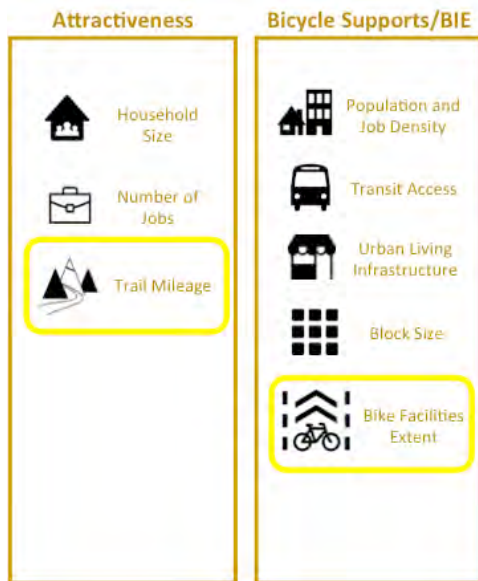 Attractiveness
Household
Size
Number of
Jobs
Trail Mileage
Bicycle Supports/BIE
Population and
Job Density
Transit Access
Urban Living
Infrastructure
Block Size
Bike Facilities
Extent